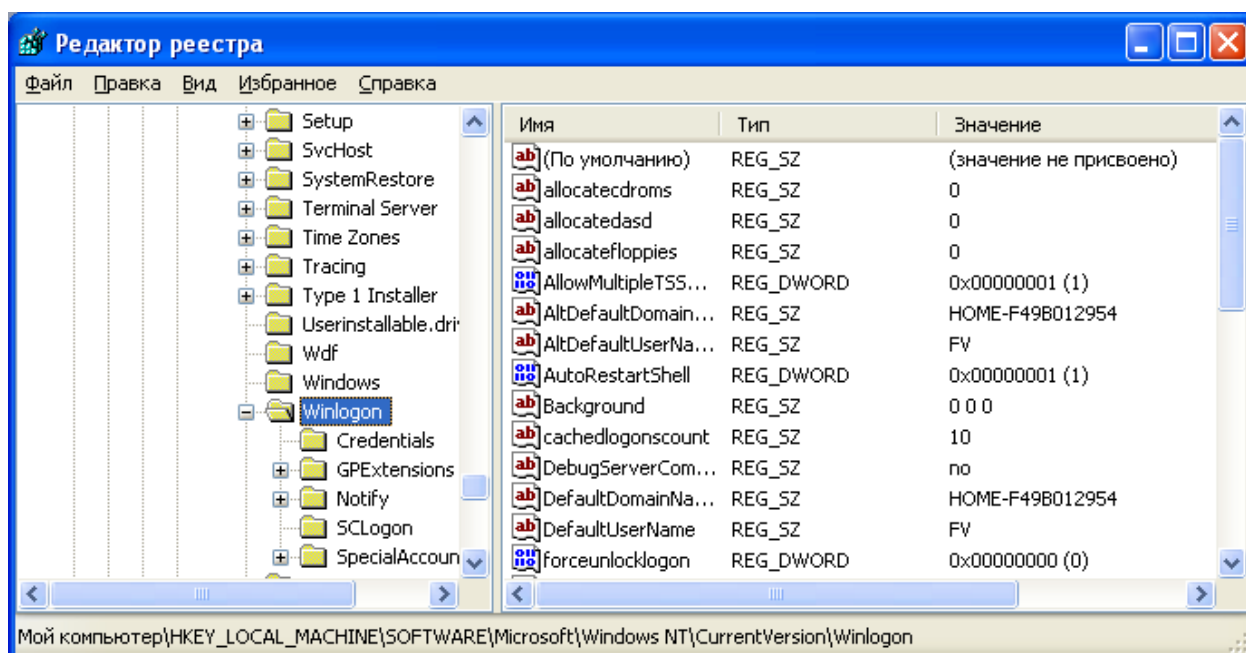 Редактор реестра
Файл Правка Вид Избранное Справка
Setup
SvcHost
SystemRestore
Terminal Server
Time Zones
Tracing
Type 1 Installer
Userinstallable.dri
Wdf
Windows
Winlogon
Credentials
GPExtensions
Notify
SCLogon
SpecialAccoun
Имя Тип Значение
(По умолчанию) REG_SZ (значение не присвоено)
allocatecdroms REG_SZ 0
allocatedasd REG_SZ 0
allocatefloppies REG_SZ 0
AllowMultipleTSS... REG_DWORD 0x00000001 (1)
AltDefaultDomain... REG_SZ HOME-F49B012954
AltDefaultUserNa... REG_SZ FV
AutoRestartShell REG_DWORD 0x00000001 (1)
Background REG_SZ 0 0 0
cachedlogonscount REG_SZ 10
DebugServerCom... REG_SZ no
DefaultDomainNa... REG_SZ HOME-F49B012954
DefaultUserName REG_SZ FV
forceunlocklogon REG_DWORD 0x00000000 (0)
Мой компьютер\HKEY_LOCAL_MACHINE\SOFTWARE\Microsoft\Windows NT\CurrentVersion\Winlogon